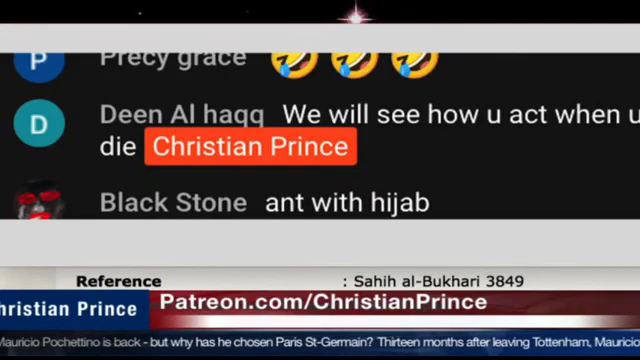 P Precy grace 🤣🤣🤣
D Deen Al haqq We will see how u act when u
die Christian Prince
Black Stone ant with hijab
Reference : Sahih al-Bukhari 3849
Christian Prince Patreon.com/ChristianPrince
Mauricio Pochettino is back - but why has he chosen Paris St-Germain? Thirteen months after leaving Tottenham, Mauricio